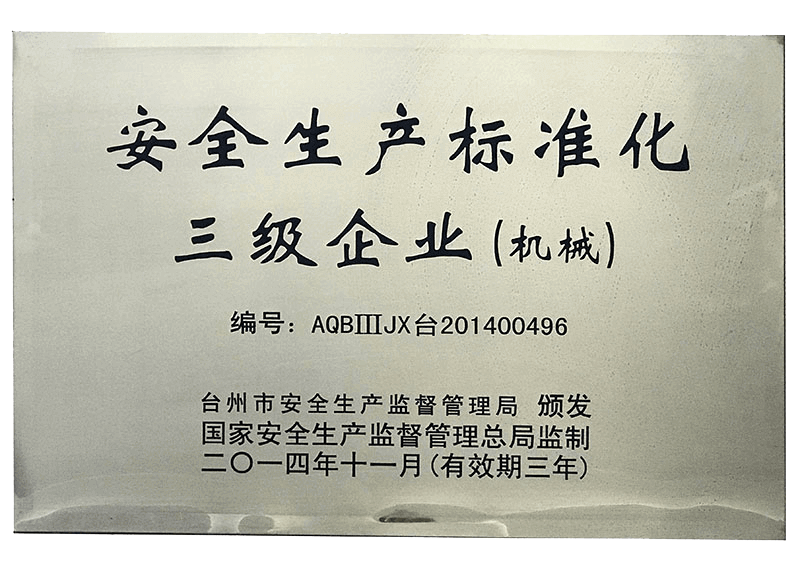 安全生产标准化
三级企业(机械)
编号：AQBⅢJX台201400496
台州市安全生产监督管理局 颁发
国家安全生产监督管理总局监制
二〇一四年十一月(有效期三年)